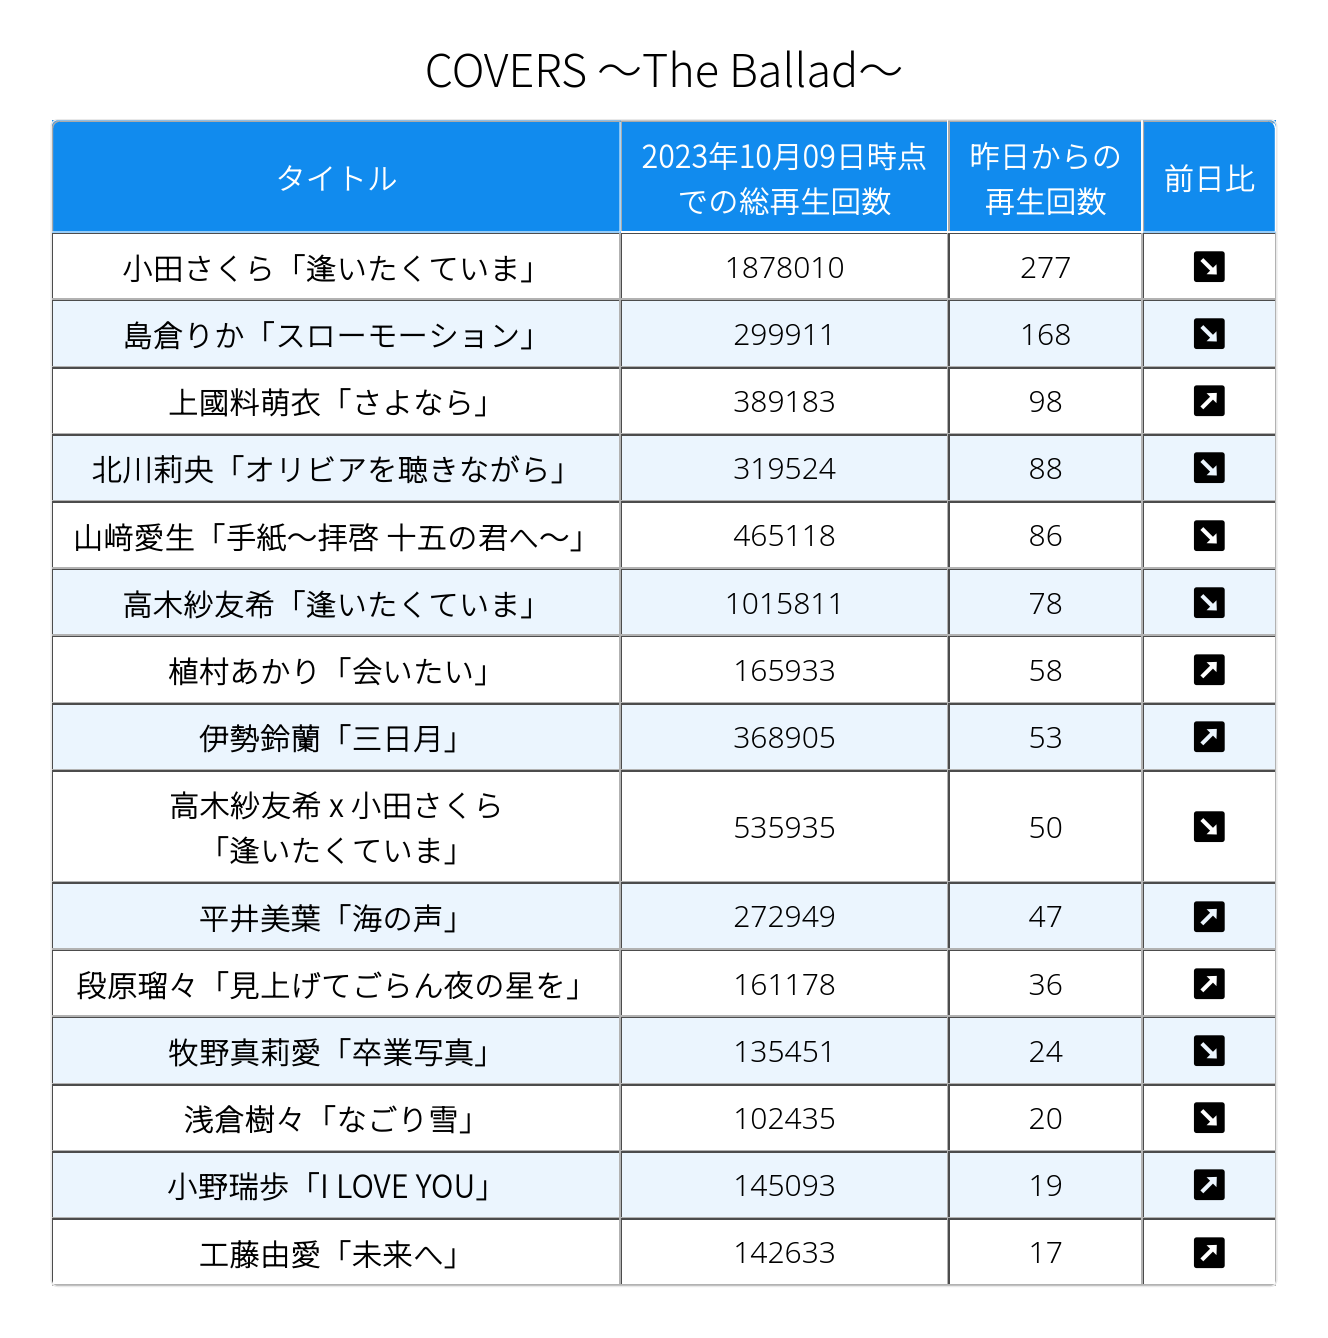 COVERS ～The Ballad～
タイトル
2023年10月09日時点
での総再生回数
昨日からの
再生回数
前日比
小田さくら「逢いたくていま」 1878010 277 ↘
島倉りか「スローモーション」 299911 168 ↘
上國料萌衣「さよなら」 389183 98 ↗
北川莉央「オリビアを聴きながら」 319524 88 ↘
山﨑愛生「手紙～拝啓 十五の君へ～」 465118 86 ↘
高木紗友希「逢いたくていま」 1015811 78 ↘
植村あかり「会いたい」 165933 58 ↗
伊勢鈴蘭「三日月」 368905 53 ↗
高木紗友希 x 小田さくら
「逢いたくていま」 535935 50 ↘
平井美葉「海の声」 272949 47 ↗
段原瑠々「見上げてごらん夜の星を」 161178 36 ↗
牧野真莉愛「卒業写真」 135451 24 ↘
浅倉樹々「なごり雪」 102435 20 ↘
小野瑞歩「I LOVE YOU」 145093 19 ↗
工藤由愛「未来へ」 142633 17 ↗